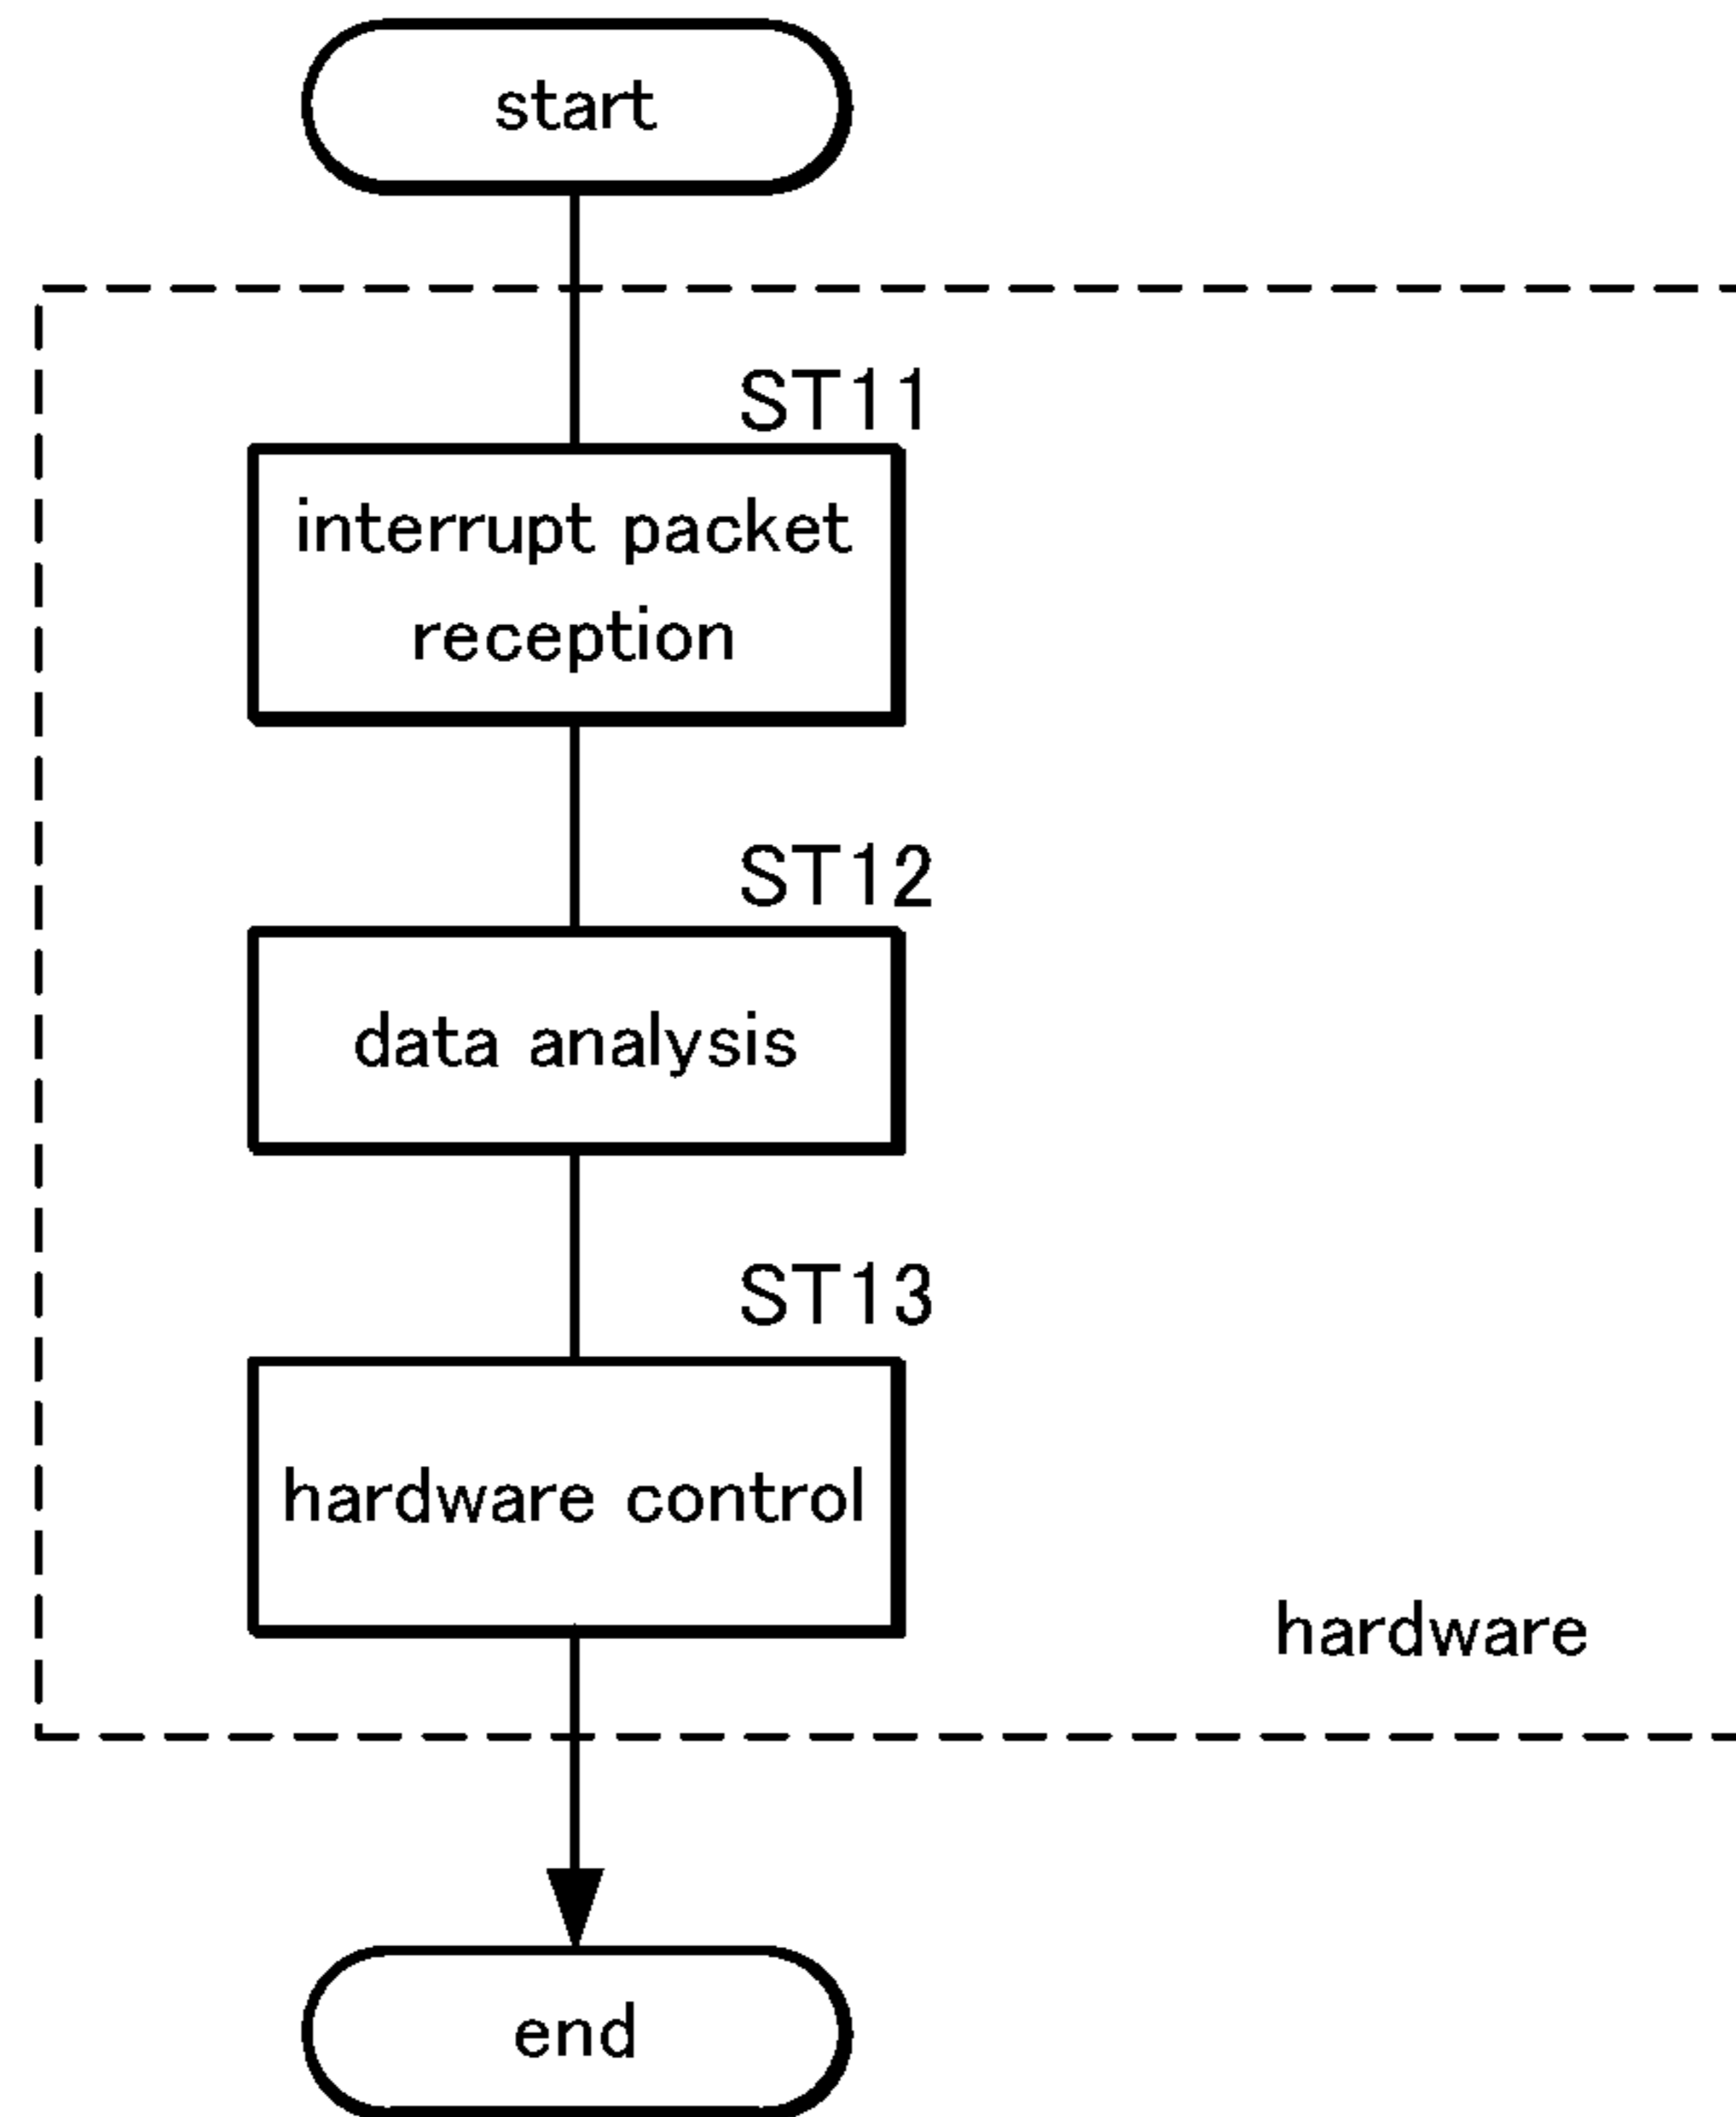 start
ST11
interrupt packet
reception
ST12
data analysis
ST13
hardware control
hardware
end